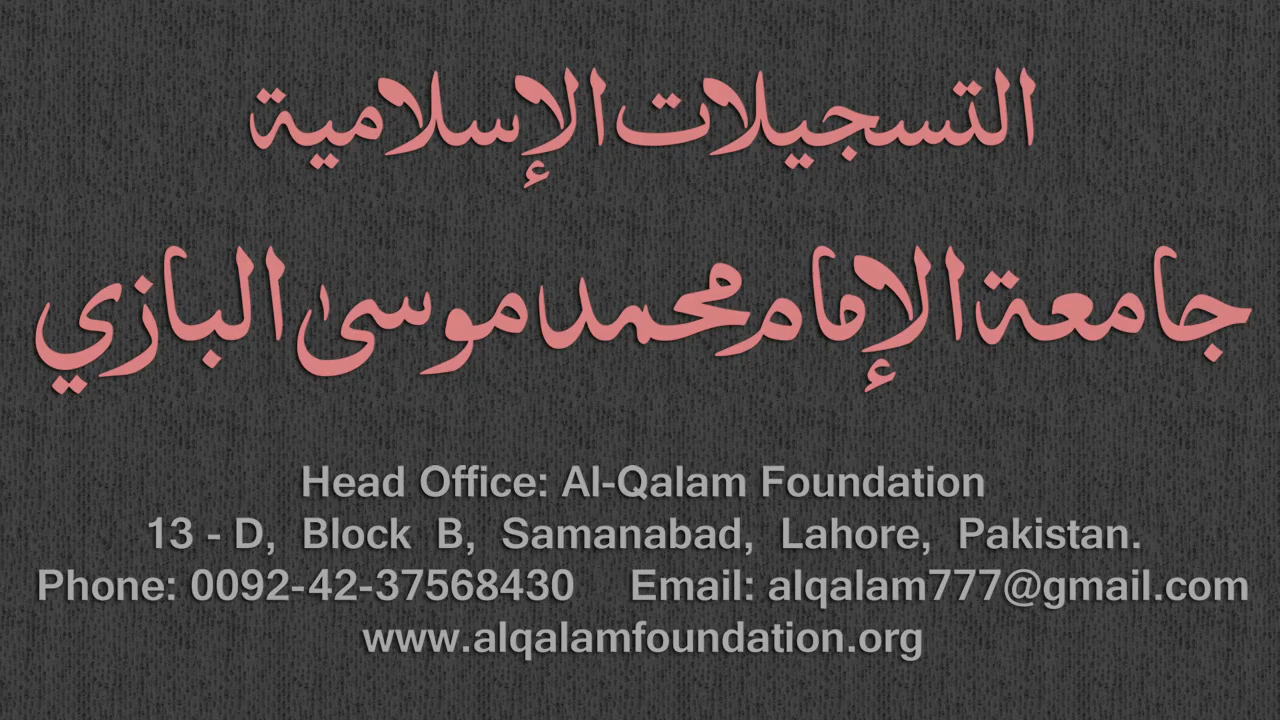 التسجيلات الإسلامية
جامعة الإمام محمد موسىٰ البازي
Head Office: Al-Qalam Foundation
13 - D, Block B, Samanabad, Lahore, Pakistan.
Phone: 0092-42-37568430 Email: alqalam777@gmail.com
www.alqalamfoundation.org